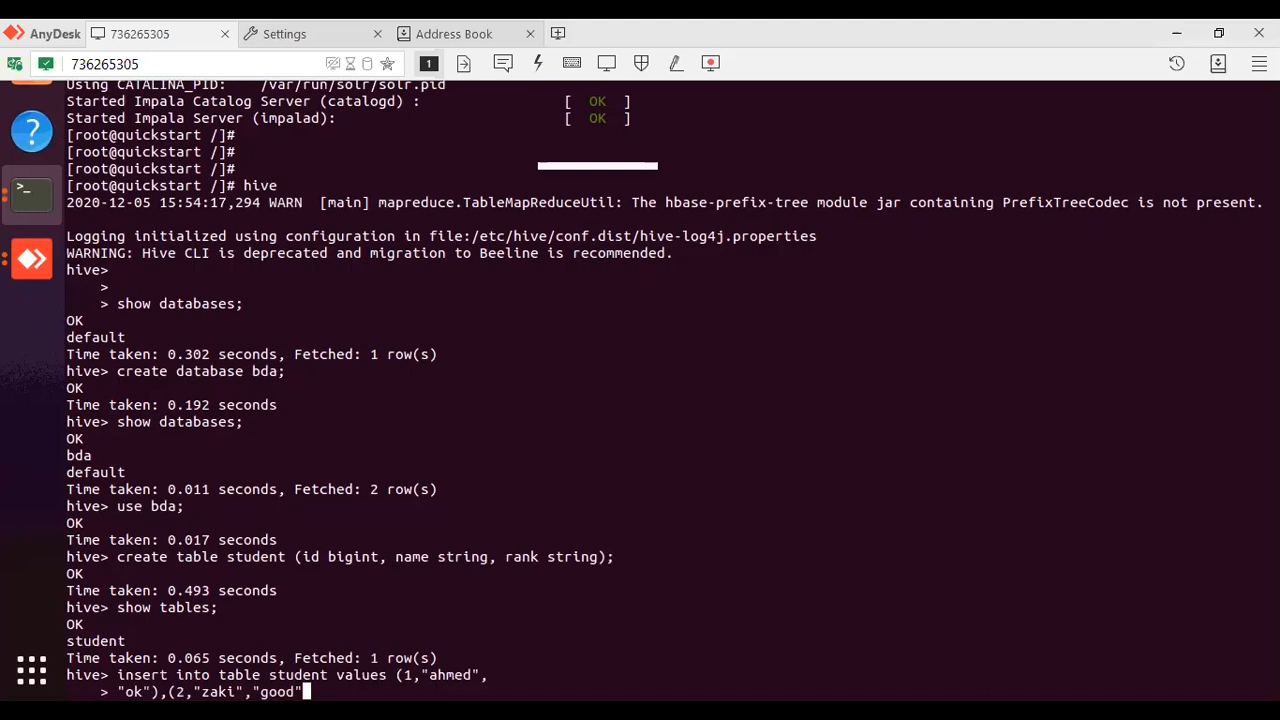 AnyDesk
736265305
Settings
Address Book
736265305
1
Using CATALINA_PID: /var/run/solr/solr.pid
Started Impala Catalog Server (catalogd) : [ OK ]
Started Impala Server (impalad): [ OK ]
[root@quickstart /]#
[root@quickstart /]#
[root@quickstart /]#
[root@quickstart /]# hive
2020-12-05 15:54:17,294 WARN [main] mapreduce.TableMapReduceUtil: The hbase-prefix-tree module jar containing PrefixTreeCodec is not present.
Logging initialized using configuration in file:/etc/hive/conf.dist/hive-log4j.properties
WARNING: Hive CLI is deprecated and migration to Beeline is recommended.
hive>
>
> show databases;
OK
default
Time taken: 0.302 seconds, Fetched: 1 row(s)
hive> create database bda;
OK
Time taken: 0.192 seconds
hive> show databases;
OK
bda
default
Time taken: 0.011 seconds, Fetched: 2 row(s)
hive> use bda;
OK
Time taken: 0.017 seconds
hive> create table student (id bigint, name string, rank string);
OK
Time taken: 0.493 seconds
hive> show tables;
OK
student
Time taken: 0.065 seconds, Fetched: 1 row(s)
hive> insert into table student values (1,"ahmed",
> "ok"),(2,"zaki","good"